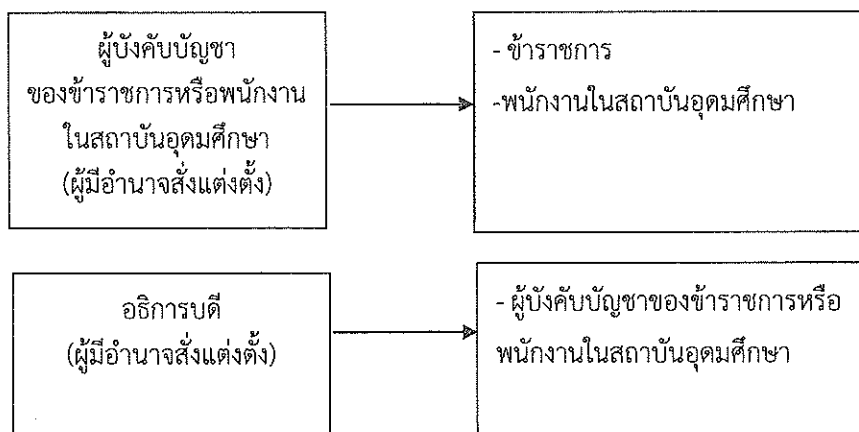 ผู้บังคับบัญชา
ของข้าราชการหรือพนักงาน
ในสถาบันอุดมศึกษา
(ผู้มีอำนาจสั่งแต่งตั้ง)
- ข้าราชการ
-พนักงานในสถาบันอุดมศึกษา
อธิการบดี
(ผู้มีอำนาจสั่งแต่งตั้ง)
- ผู้บังคับบัญชาของข้าราชการหรือ
พนักงานในสถาบันอุดมศึกษา